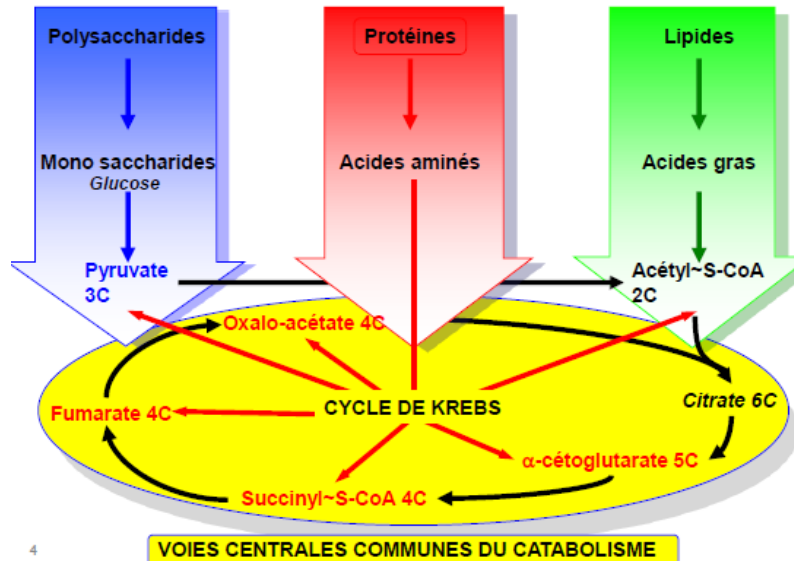 Polysaccharides
Protéines
Lipides
Mono saccharides
Glucose
Acides aminés
Acides gras
Pyruvate
3C
Acétyl~S-CoA
2C
Oxalo-acétate 4C
Citrate 6C
Fumarate 4C
CYCLE DE KREBS
α-cétoglutarate 5C
Succinyl~S-CoA 4C
4
VOIES CENTRALES COMMUNES DU CATABOLISME